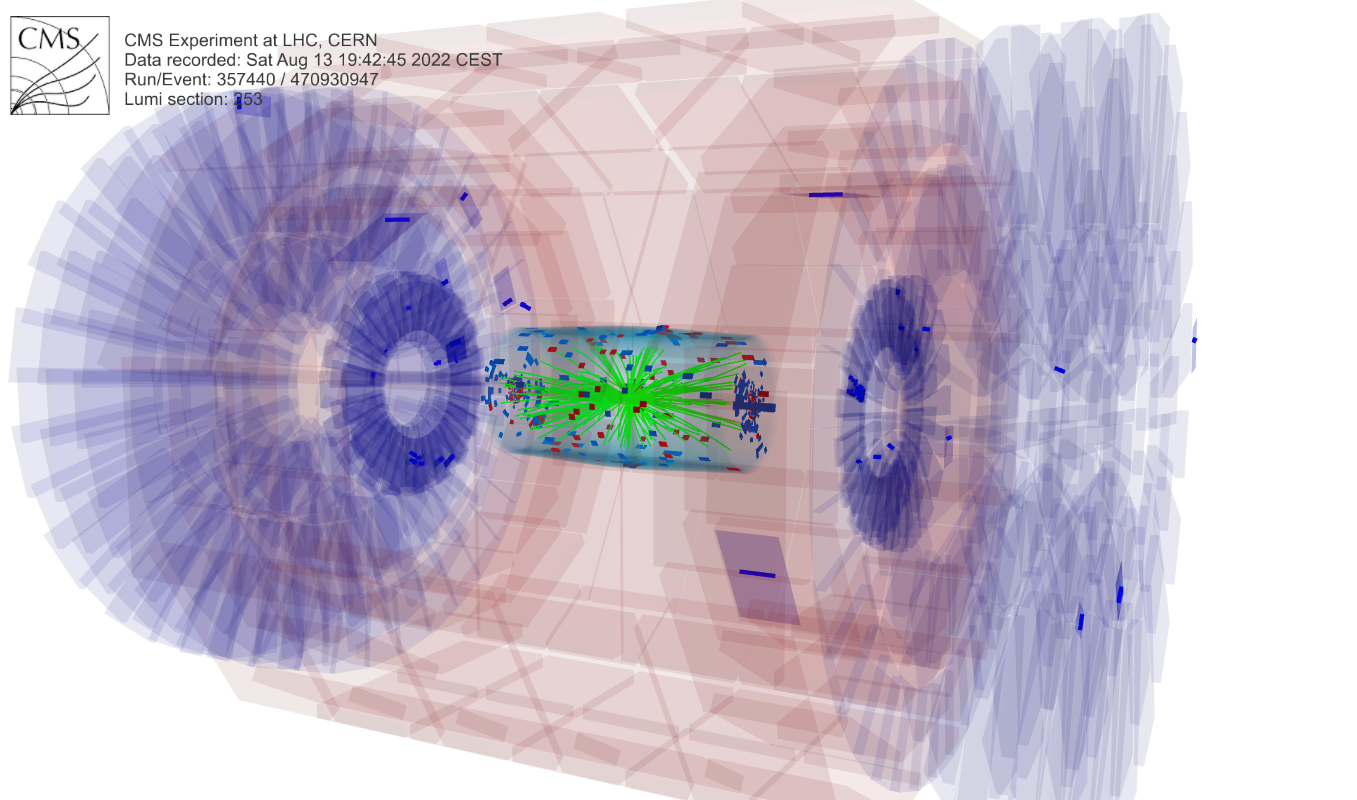 CMS
CMS Experiment at LHC, CERN
Data recorded: Sat Aug 13 19:42:45 2022 CEST
Run/Event: 357440 / 470930947
Lumi section: 253